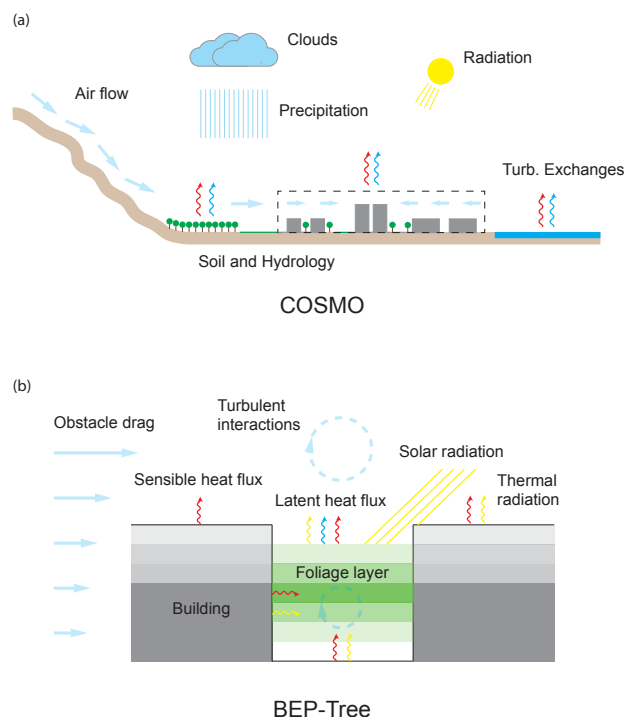 (a)
Clouds
Radiation
Air flow
Precipitation
Turb. Exchanges
Soil and Hydrology
COSMO
(b)
Turbulent
interactions
Obstacle drag
Solar radiation
Sensible heat flux
Thermal
radiation
Latent heat flux
Foliage layer
Building
BEP-Tree